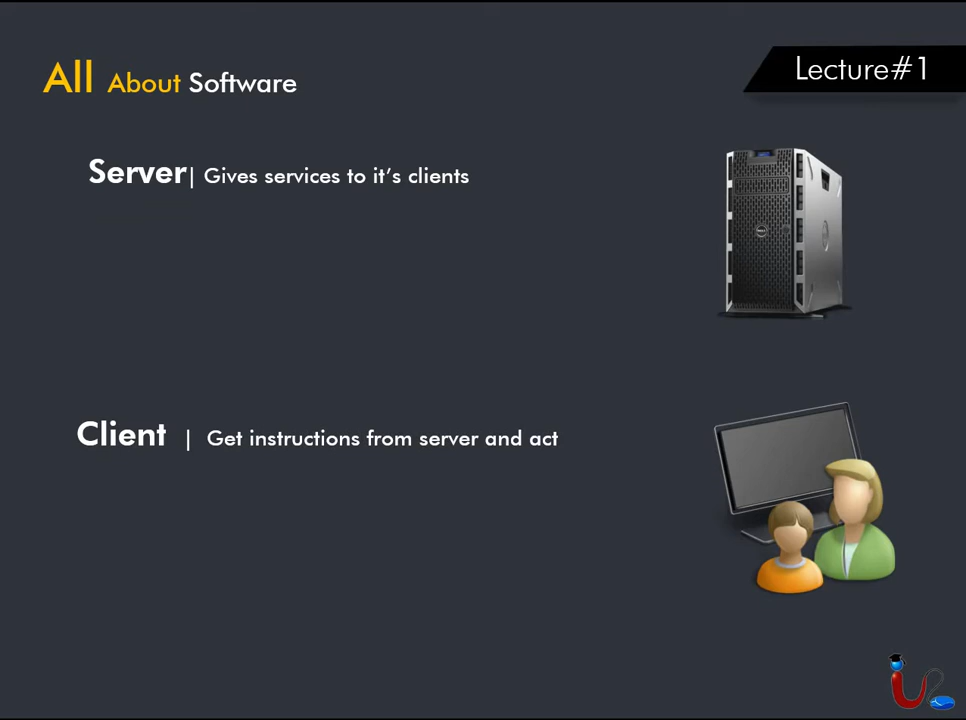 All About Software
Lecture#1
Server| Gives services to it’s clients
Client | Get instructions from server and act